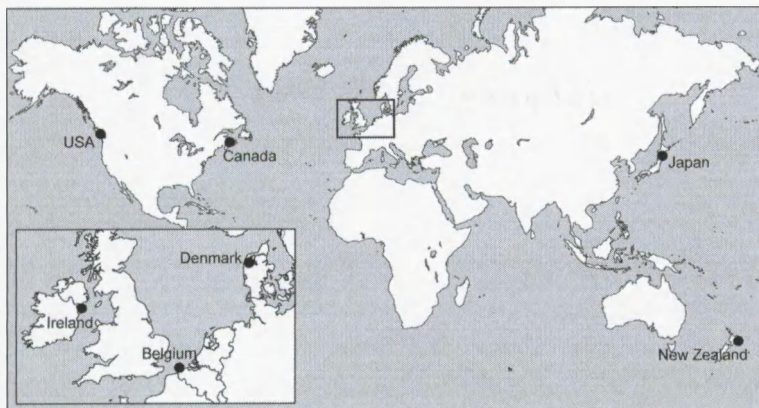 USA
Canada
Japan
Denmark
Ireland
Belgium
New Zealand